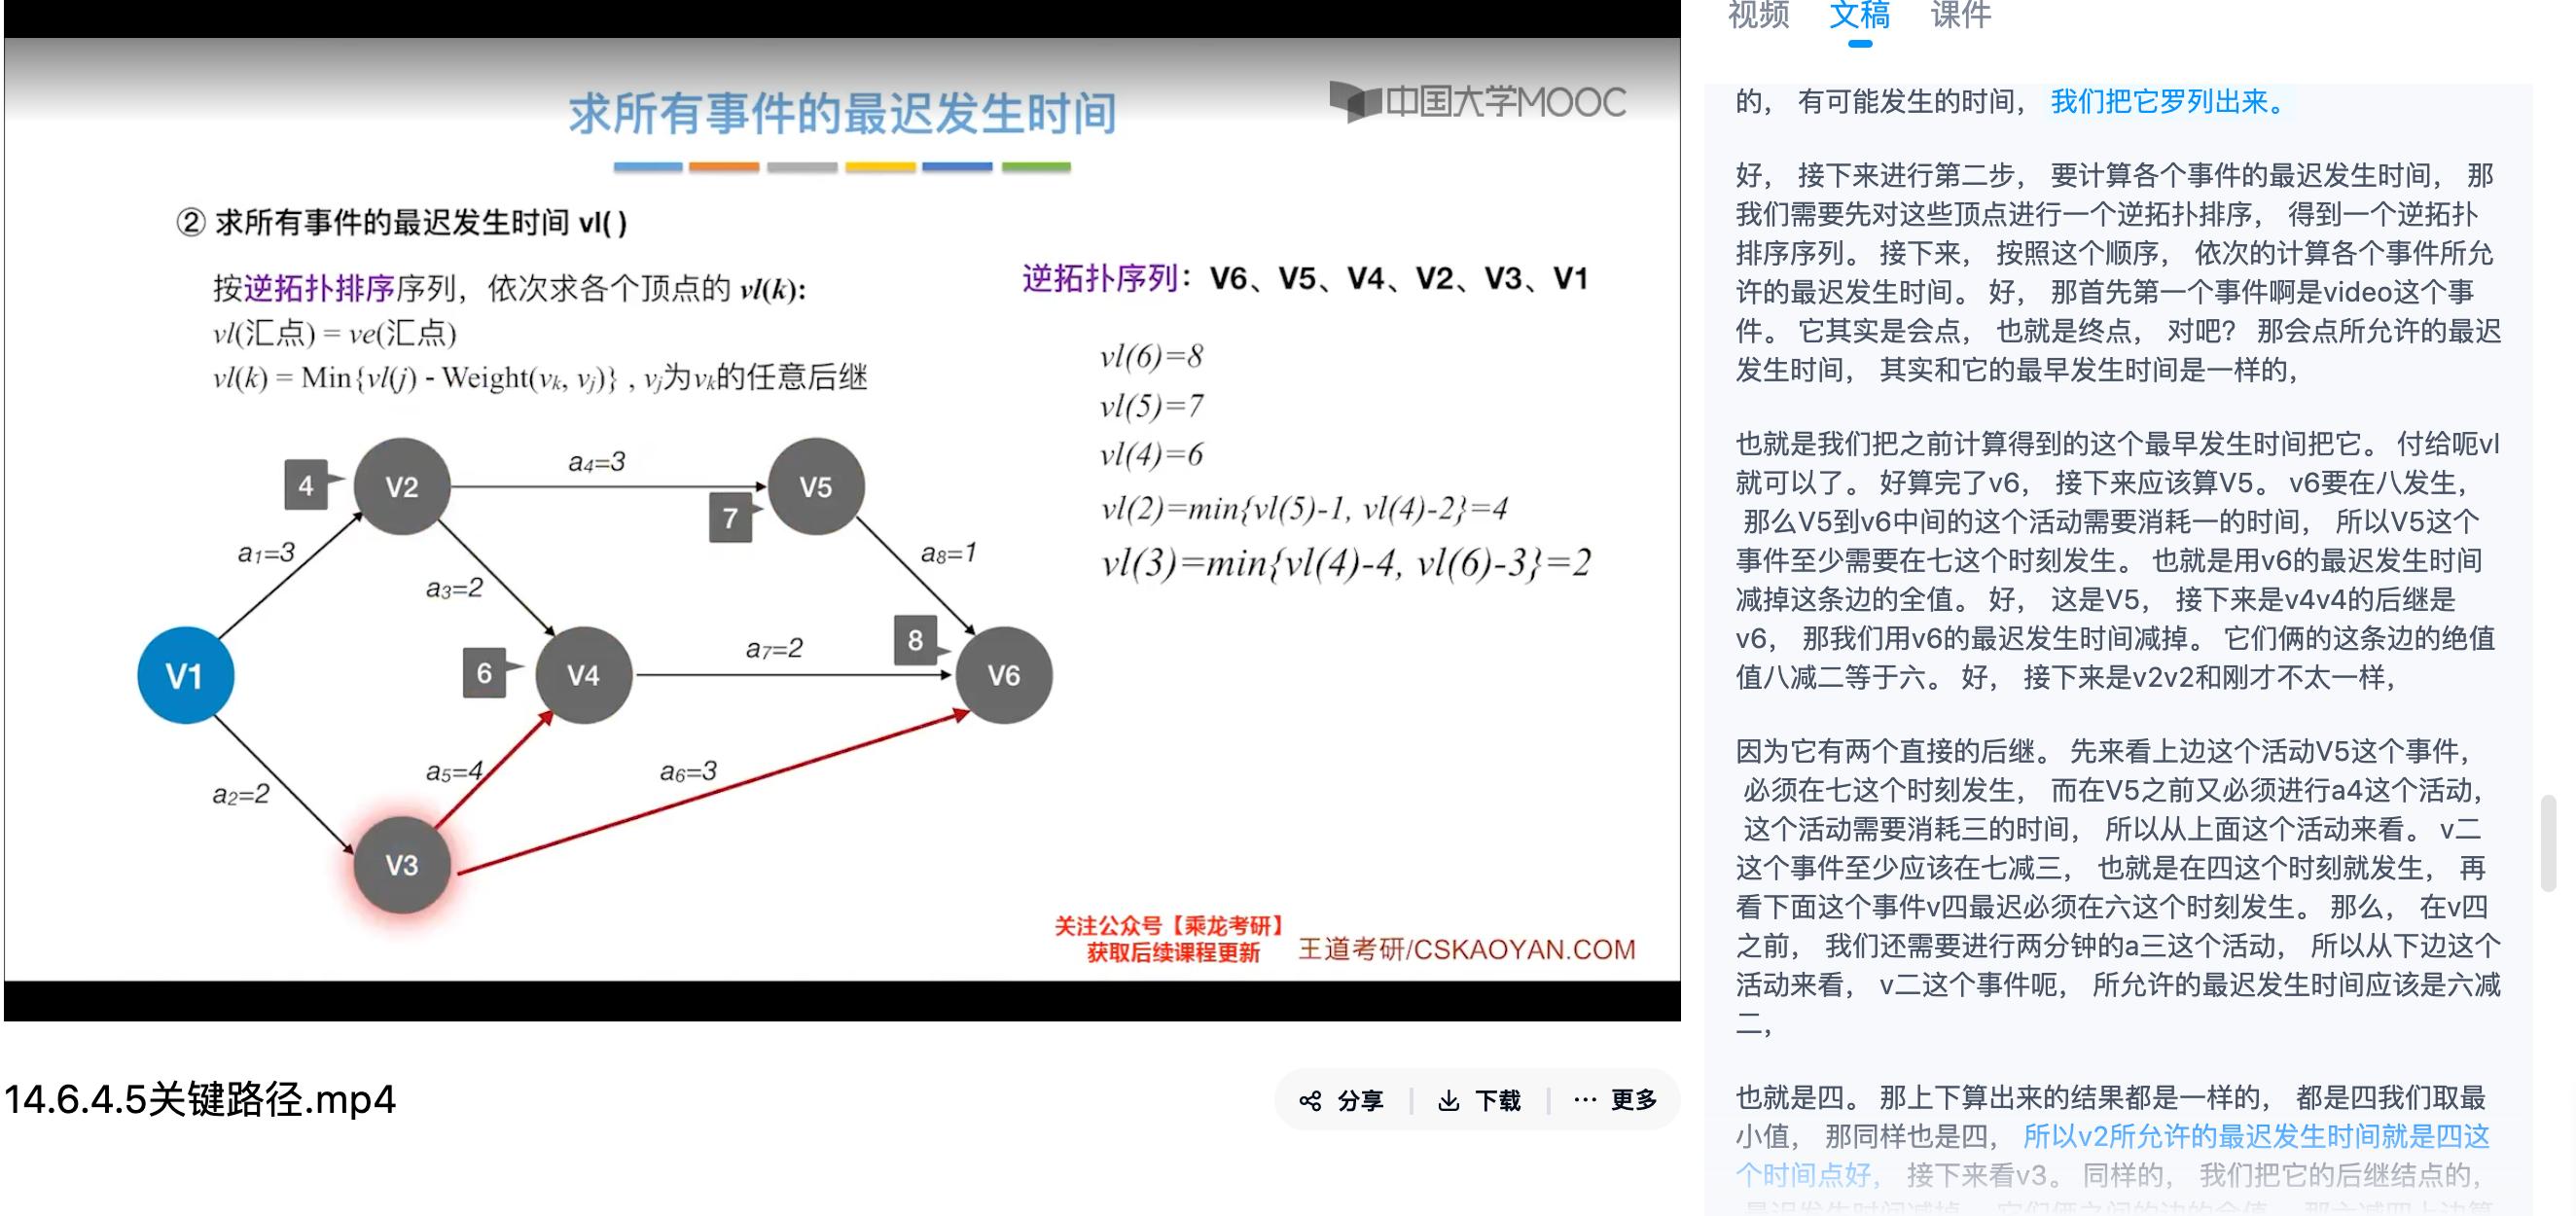 求所有事件的最迟发生时间
中国大学MOOC
② 求所有事件的最迟发生时间 vl( )
按逆拓扑排序序列，依次求各个顶点的 vl(k):
vl(汇点) = ve(汇点)
vl(k) = Min{vl(j) - Weight(vk, vj)} , vj为vk的任意后继
逆拓扑序列：V6、V5、V4、V2、V3、V1
vl(6)=8
vl(5)=7
vl(4)=6
vl(2)=min{vl(5)-1, vl(4)-2}=4
vl(3)=min{vl(4)-4, vl(6)-3}=2
4
V2
a4=3
7
V5
a1=3
a3=2
a8=1
V1
6
V4
a7=2
8
V6
a2=2
a5=4
a6=3
V3
关注公众号【乘龙考研】
获取后续课程更新
王道考研/CSKAOYAN.COM
14.6.4.5关键路径.mp4
分享
下载
··· 更多
视频
文稿
课件
的， 有可能发生的时间， 我们把它罗列出来。
好， 接下来进行第二步， 要计算各个事件的最迟发生时间， 那
我们需要先对这些顶点进行一个逆拓扑排序， 得到一个逆拓扑
排序序列。 接下来， 按照这个顺序， 依次的计算各个事件所允
许的最迟发生时间。 好， 那首先第一个事件啊是video这个事
件。 它其实是会点， 也就是终点， 对吧？ 那会点所允许的最迟
发生时间， 其实和它的最早发生时间是一样的，
也就是我们把之前计算得到的这个最早发生时间把它。 付给呃vl
就可以了。 好算完了v6， 接下来应该算V5。 v6要在八发生，
那么V5到v6中间的这个活动需要消耗一的时间， 所以V5这个
事件至少需要在七这个时刻发生。 也就是用v6的最迟发生时间
减掉这条边的全值。 好， 这是V5， 接下来是v4v4的后继是
v6， 那我们用v6的最迟发生时间减掉。 它们俩的这条边的绝值
值八减二等于六。 好， 接下来是v2v2和刚才不太一样，
因为它有两个直接的后继。 先来看上边这个活动V5这个事件，
必须在七这个时刻发生， 而在V5之前又必须进行a4这个活动，
这个活动需要消耗三的时间， 所以从上面这个活动来看。 v二
这个事件至少应该在七减三， 也就是在四这个时刻就发生， 再
看下面这个事件v四最迟必须在六这个时刻发生。 那么， 在v四
之前， 我们还需要进行两分钟的a三这个活动， 所以从下边这个
活动来看， v二这个事件呃， 所允许的最迟发生时间应该是六减
二，
也就是四。 那上下算出来的结果都是一样的， 都是四我们取最
小值， 那同样也是四， 所以v2所允许的最迟发生时间就是四这
个时间点好， 接下来看v3。 同样的， 我们把它的后继结点的，